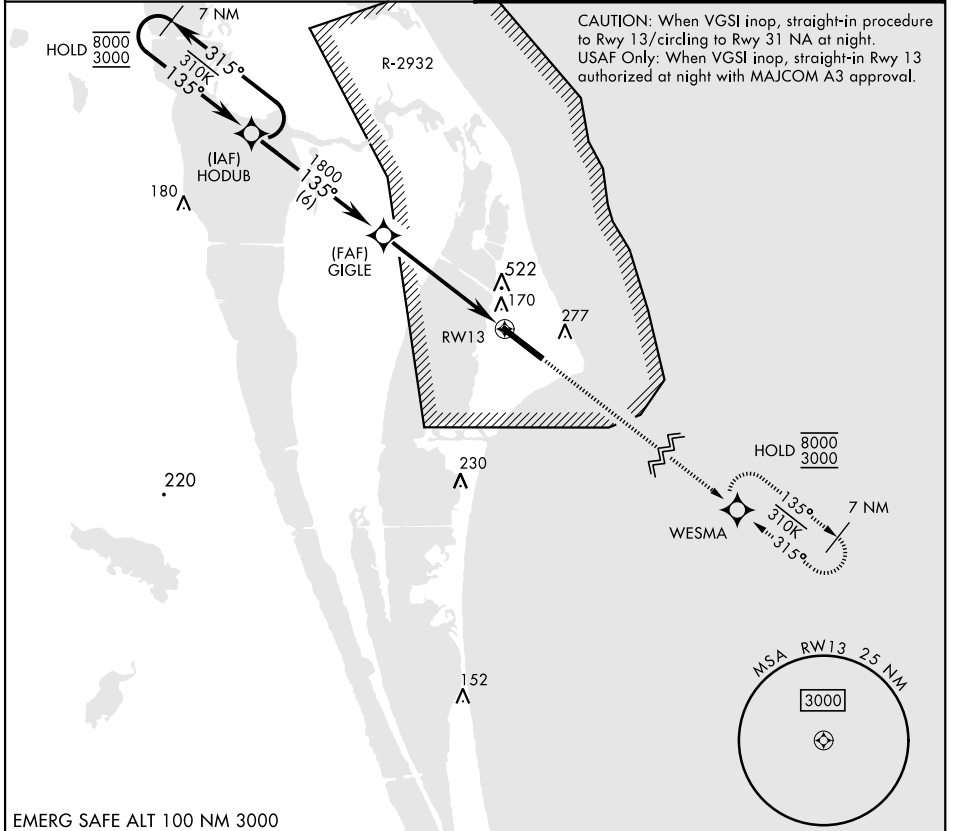 CAUTION: When VGSI inop, straight-in procedure
to Rwy 13/circling to Rwy 31 NA at night.
USAF Only: When VGSI inop, straight-in Rwy 13
authorized at night with MAJCOM A3 approval.
7 NM
HOLD 8000
3000
315°
310K
135°
R-2932
(IAF)
HODUB
1800
135°
(6)
180
(FAF)
GIGLE
522
170
277
RW13
HOLD 8000
3000
230
220
135°
310K
315°
7 NM
WESMA
152
MSA RW13 25 NM
3000
EMERG SAFE ALT 100 NM 3000